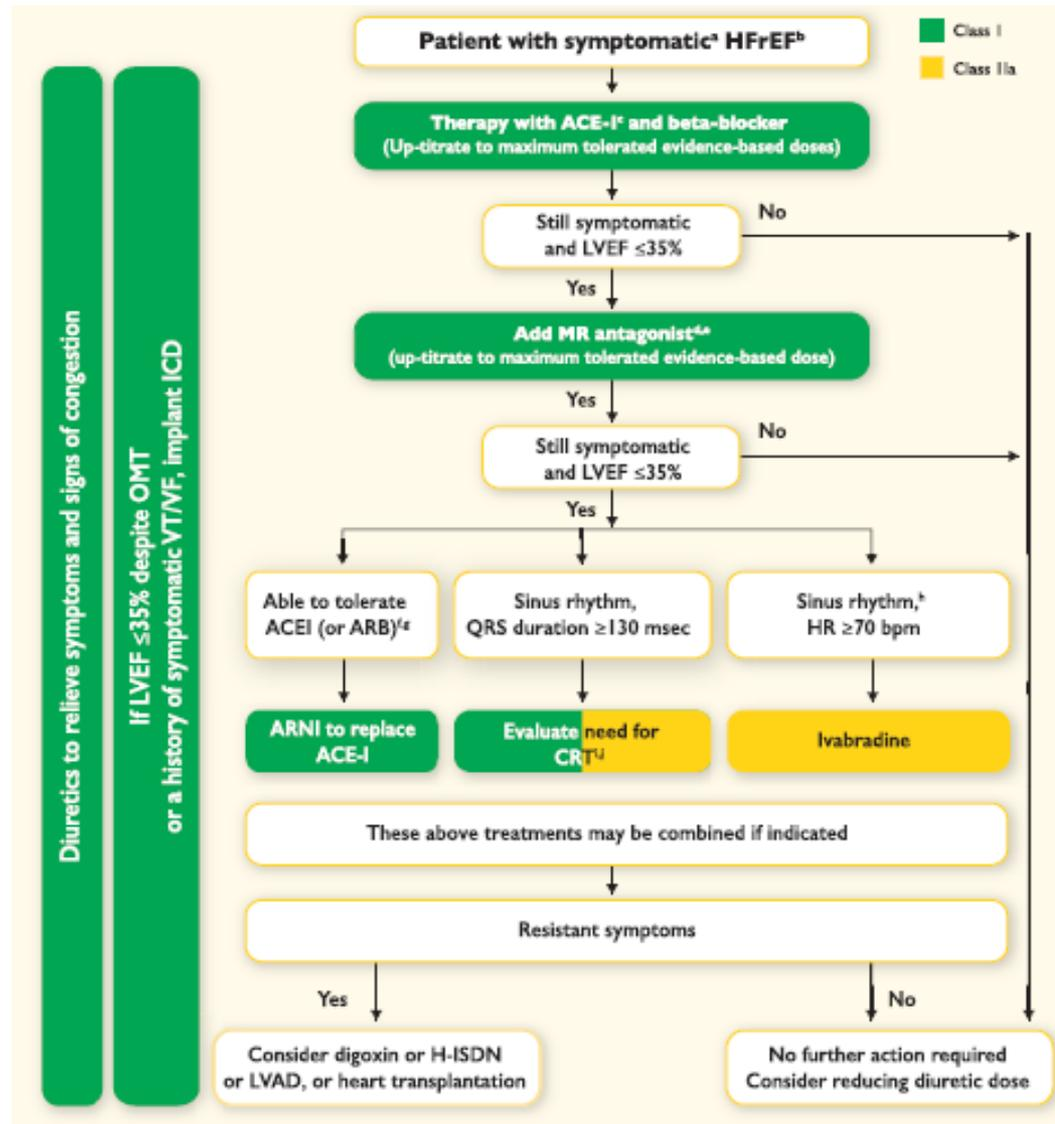 Patient with symptomaticᵃ HFrEFᵇ
Class I
Class IIa
Therapy with ACE-Iᶜ and beta-blocker
(Up-titrate to maximum tolerated evidence-based doses)
Still symptomatic
and LVEF ≤35%
No
Yes
Add MR antagonistᵈ,ᵉ
(up-titrate to maximum tolerated evidence-based dose)
Yes
Still symptomatic
and LVEF ≤35%
No
Yes
Able to tolerate
ACEI (or ARB)ᶠ,ᵍ
Sinus rhythm,
QRS duration ≥130 msec
Sinus rhythm,ʰ
HR ≥70 bpm
ARNI to replace
ACE-I
Evaluate need for
CRTⁱ,ʲ
Ivabradine
These above treatments may be combined if indicated
Resistant symptoms
Yes
No
Consider digoxin or H-ISDN
or LVAD, or heart transplantation
No further action required
Consider reducing diuretic dose
Diuretics to relieve symptoms and signs of congestion
If LVEF ≤35% despite OMT
or a history of symptomatic VT/VF, implant ICD